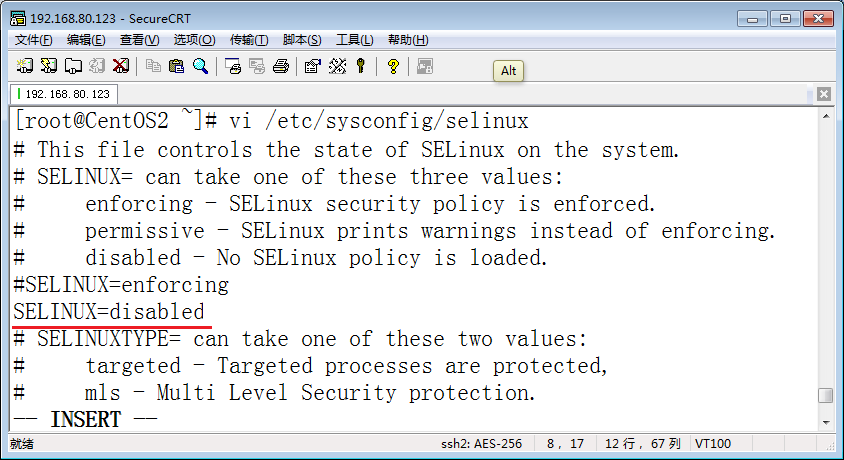 192.168.80.123 - SecureCRT
文件(F) 编辑(E) 查看(V) 选项(O) 传输(T) 脚本(S) 工具(L) 帮助(H)
Alt
192.168.80.123
[root@CentOS2 ~]# vi /etc/sysconfig/selinux
# This file controls the state of SELinux on the system.
# SELINUX= can take one of these three values:
#     enforcing - SELinux security policy is enforced.
#     permissive - SELinux prints warnings instead of enforcing.
#     disabled - No SELinux policy is loaded.
#SELINUX=enforcing
SELINUX=disabled
# SELINUXTYPE= can take one of these two values:
#     targeted - Targeted processes are protected,
#     mls - Multi Level Security protection.
-- INSERT --
就绪 ssh2: AES-256 8, 17 12 行, 67 列 VT100